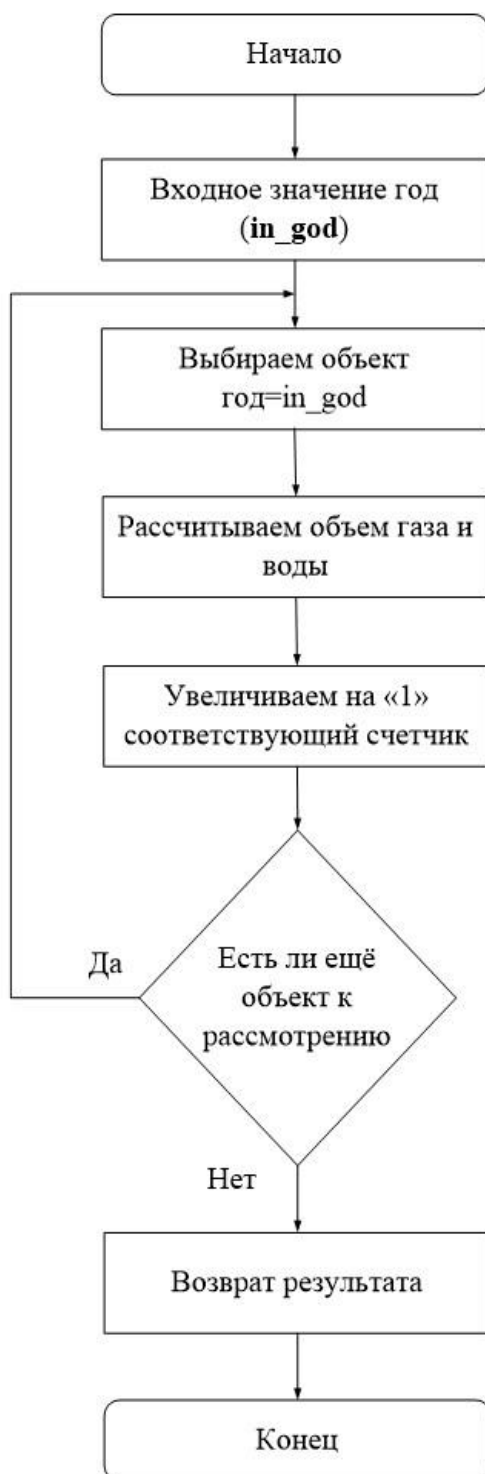 Начало
Входное значение год
(in_god)
Выбираем объект
год=in_god
Рассчитываем объем газа и
воды
Увеличиваем на «1»
соответствующий счетчик
Да
Есть ли ещё
объект к
рассмотрению
Нет
Возврат результата
Конец